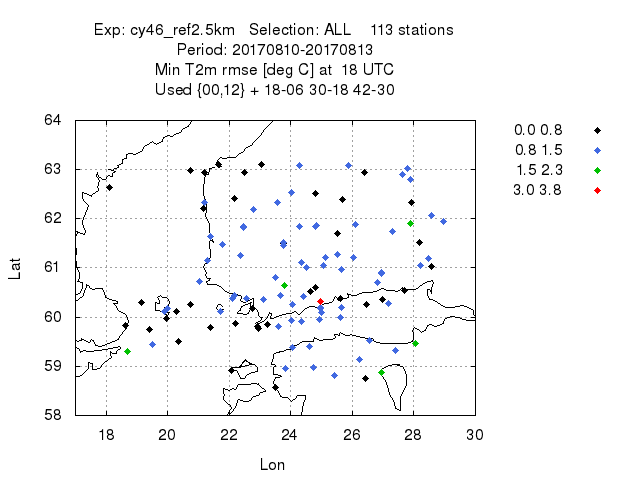 Exp: cy46_ref2.5km   Selection: ALL    113 stations
Period: 20170810-20170813
Min T2m rmse [deg C] at  18 UTC
Used {00,12} + 18-06 30-18 42-30
64
63
62
61
60
59
58
Lat
18 20 22 24 26 28 30
Lon
0.0 0.8
0.8 1.5
1.5 2.3
3.0 3.8